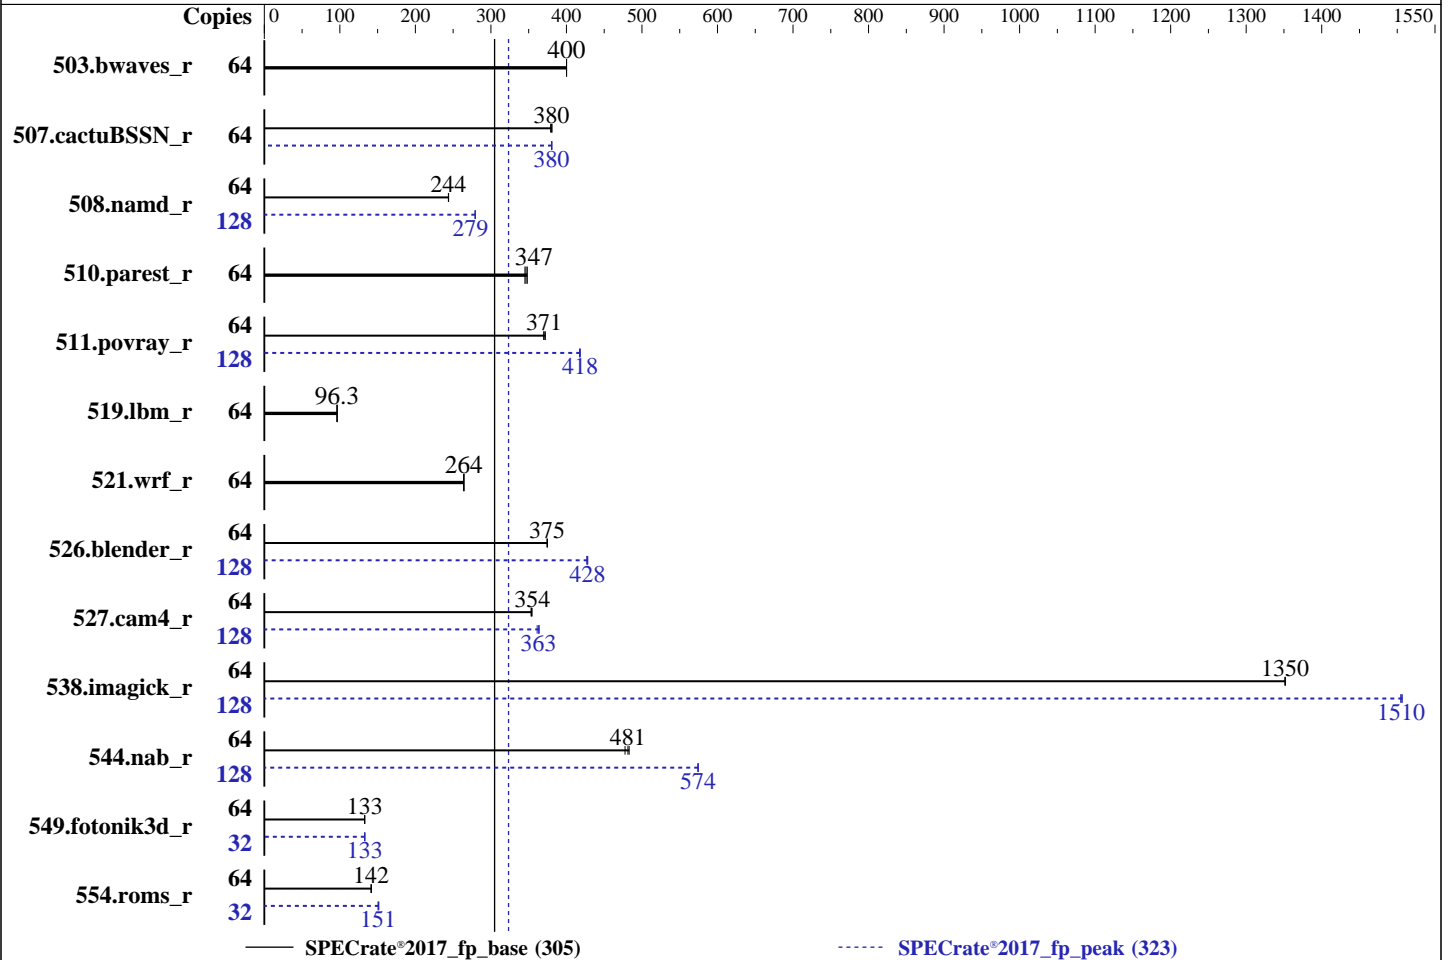 Copies 0 100 200 300 400 500 600 700 800 900 1000 1100 1200 1300 1400 1550
503.bwaves_r 64 400
507.cactuBSSN_r 64 380
380
508.namd_r 64 244
128 279
510.parest_r 64 347
511.povray_r 64 371
128 418
519.lbm_r 64 96.3
521.wrf_r 64 264
526.blender_r 64 375
128 428
527.cam4_r 64 354
128 363
538.imagick_r 64 1350
128 1510
544.nab_r 64 481
128 574
549.fotonik3d_r 64 133
32 133
554.roms_r 64 142
32 151
SPECrate®2017_fp_base (305) SPECrate®2017_fp_peak (323)